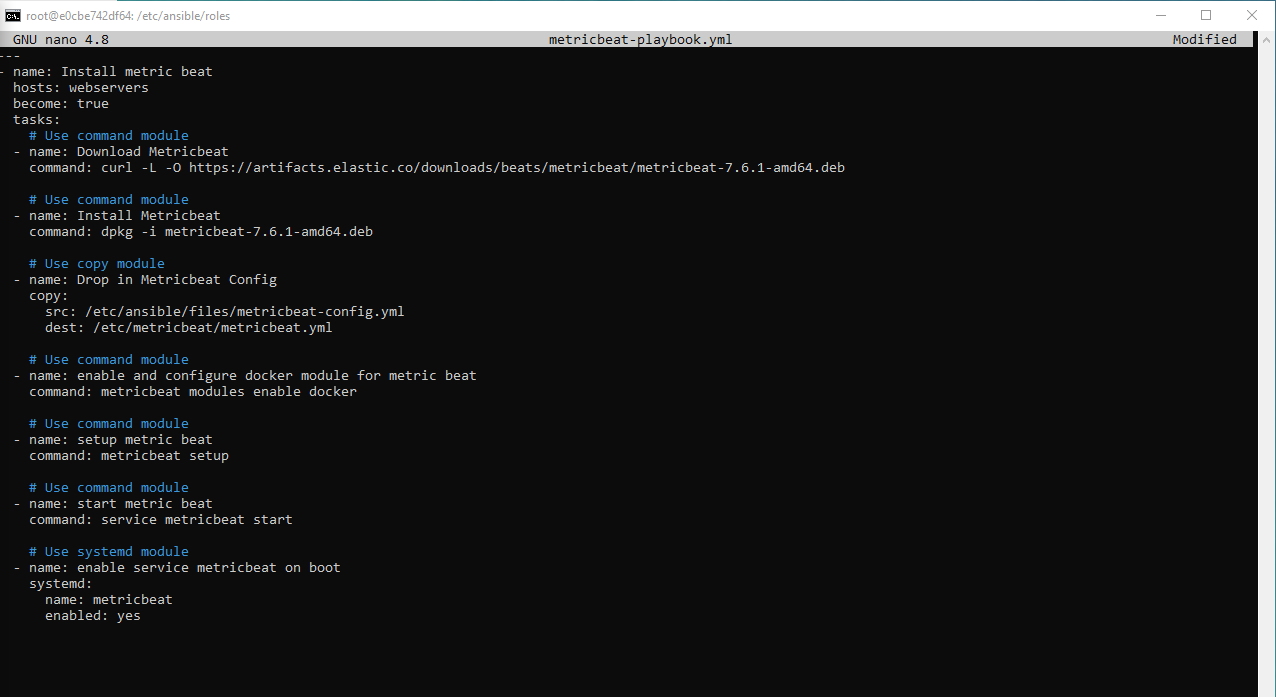 root@e0cbe742df64: /etc/ansible/roles
GNU nano 4.8 metricbeat-playbook.yml Modified
---
- name: Install metric beat
  hosts: webservers
  become: true
  tasks:
    # Use command module
  - name: Download Metricbeat
    command: curl -L -O https://artifacts.elastic.co/downloads/beats/metricbeat/metricbeat-7.6.1-amd64.deb

    # Use command module
  - name: Install Metricbeat
    command: dpkg -i metricbeat-7.6.1-amd64.deb

    # Use copy module
  - name: Drop in Metricbeat Config
    copy:
      src: /etc/ansible/files/metricbeat-config.yml
      dest: /etc/metricbeat/metricbeat.yml

    # Use command module
  - name: enable and configure docker module for metric beat
    command: metricbeat modules enable docker

    # Use command module
  - name: setup metric beat
    command: metricbeat setup

    # Use command module
  - name: start metric beat
    command: service metricbeat start

    # Use systemd module
  - name: enable service metricbeat on boot
    systemd:
      name: metricbeat
      enabled: yes